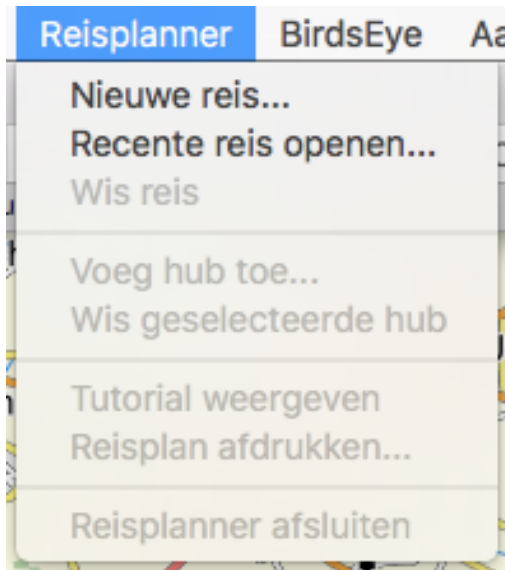 Reisplanner BirdsEye
Nieuwe reis...
Recente reis openen...
Wis reis
Voeg hub toe...
Wis geselecteerde hub
Tutorial weergeven
Reisplan afdrukken...
Reisplanner afsluiten